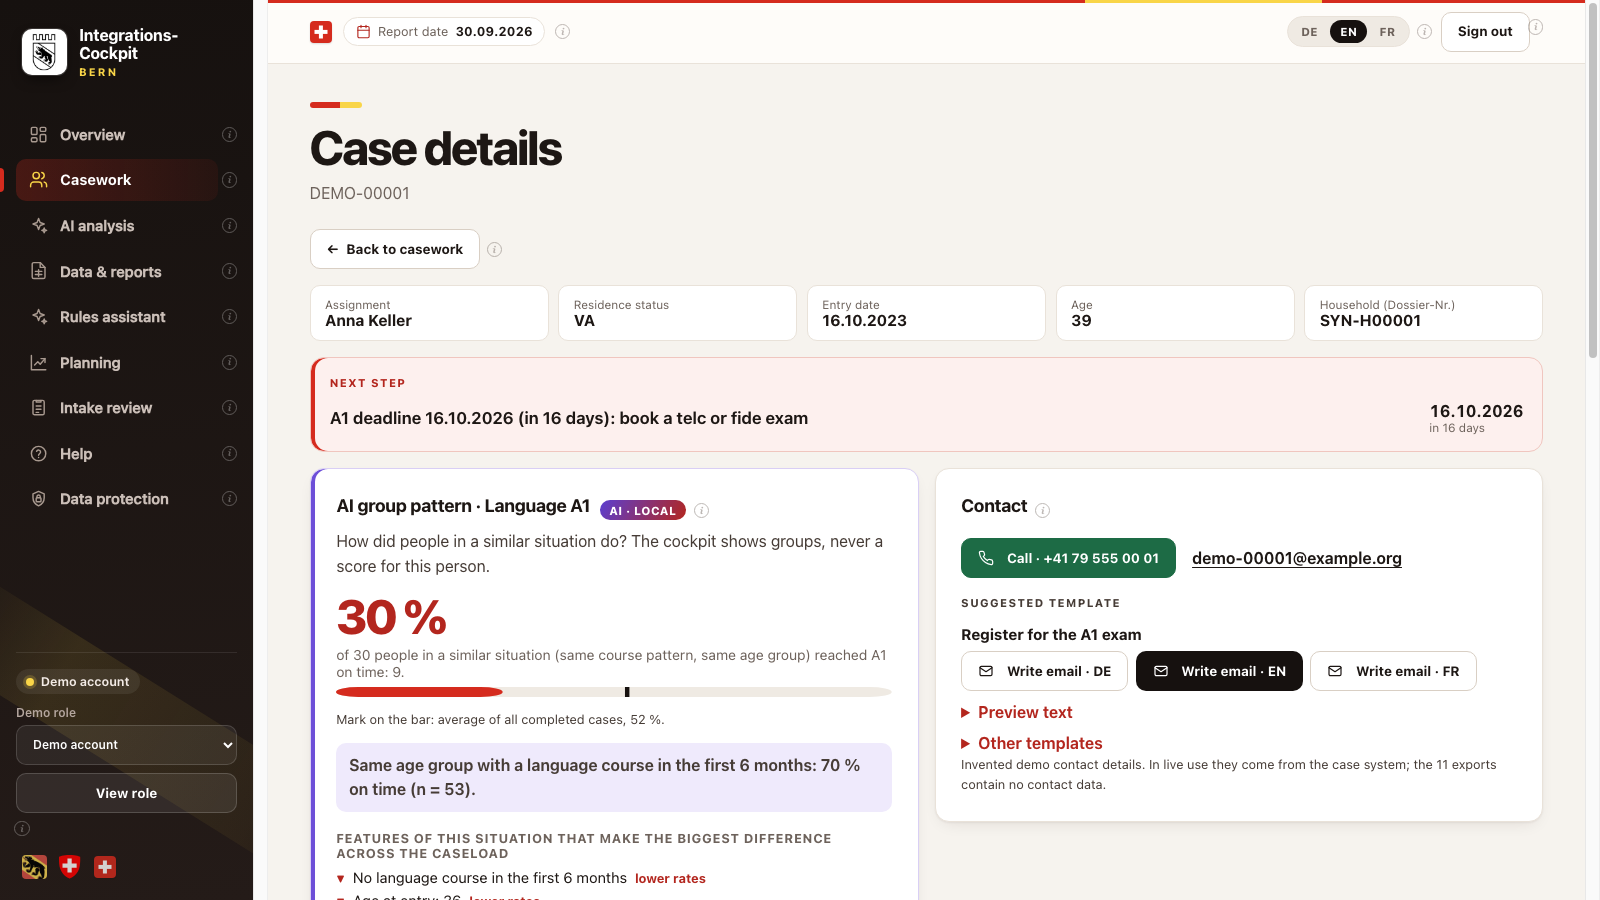 Integrations-
Cockpit
BERN
Overview
Casework
AI analysis
Data & reports
Rules assistant
Planning
Intake review
Help
Data protection
Demo account
Demo role
Demo account
View role
Report date 30.09.2026
DE EN FR
Sign out
Case details
DEMO-00001
← Back to casework
Assignment
Anna Keller
Residence status
VA
Entry date
16.10.2023
Age
39
Household (Dossier-Nr.)
SYN-H00001
NEXT STEP
A1 deadline 16.10.2026 (in 16 days): book a telc or fide exam
16.10.2026
in 16 days
AI group pattern · Language A1 AI · LOCAL
How did people in a similar situation do? The cockpit shows groups, never a
score for this person.
30 %
of 30 people in a similar situation (same course pattern, same age group) reached A1
on time: 9.
Mark on the bar: average of all completed cases, 52 %.
Same age group with a language course in the first 6 months: 70 %
on time (n = 53).
FEATURES OF THIS SITUATION THAT MAKE THE BIGGEST DIFFERENCE
ACROSS THE CASELOAD
▼ No language course in the first 6 months lower rates
▼ Age at entry: 36 lower rates
Contact
Call · +41 79 555 00 01
demo-00001@example.org
SUGGESTED TEMPLATE
Register for the A1 exam
Write email · DE
Write email · EN
Write email · FR
▶ Preview text
▶ Other templates
Invented demo contact details. In live use they come from the case system; the 11 exports
contain no contact data.